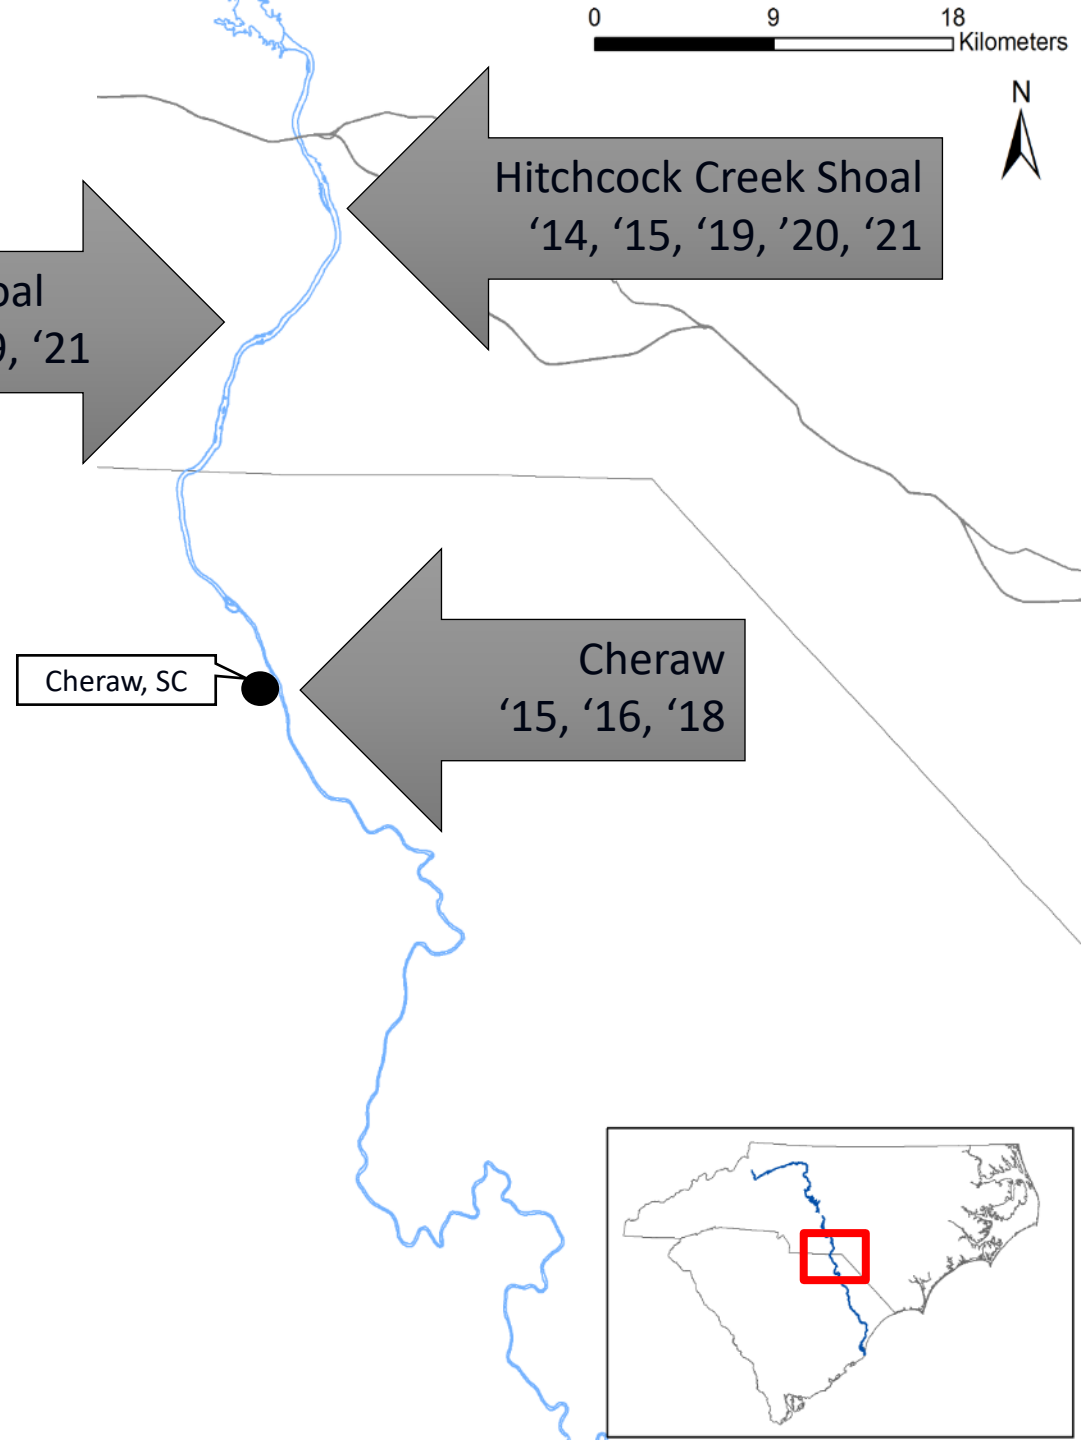 0 9 18
Kilometers
N
Hitchcock Creek Shoal
‘14, ‘15, ‘19, ’20, ‘21
‘21
Cheraw
‘15, ‘16, ‘18
Cheraw, SC